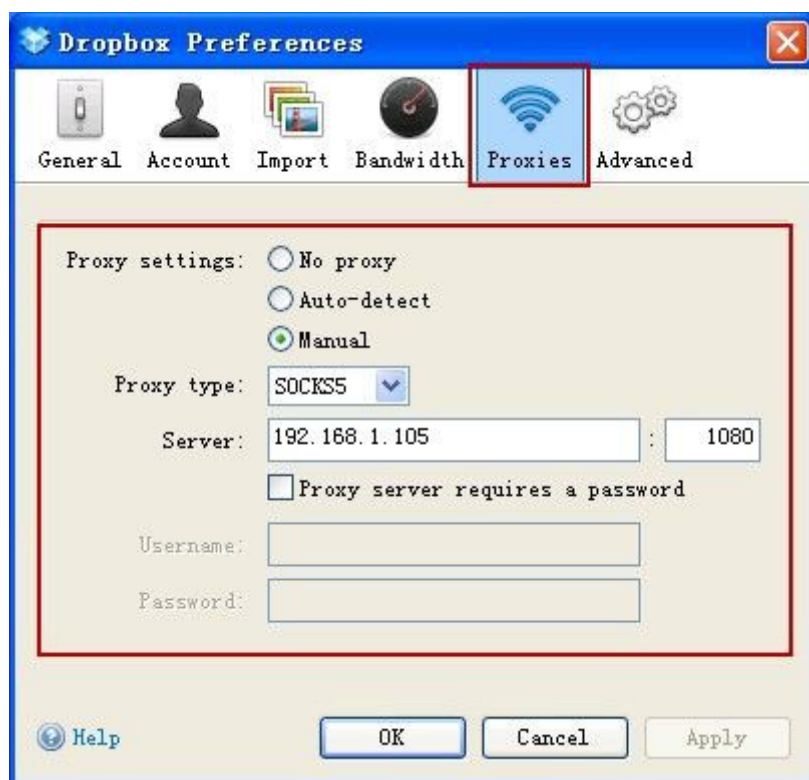 Dropbox Preferences
General Account Import Bandwidth Proxies Advanced
Proxy settings: No proxy
Auto-detect
Manual
Proxy type: SOCKS5
Server: 192.168.1.105 : 1080
Proxy server requires a password
Username:
Password:
Help OK Cancel Apply